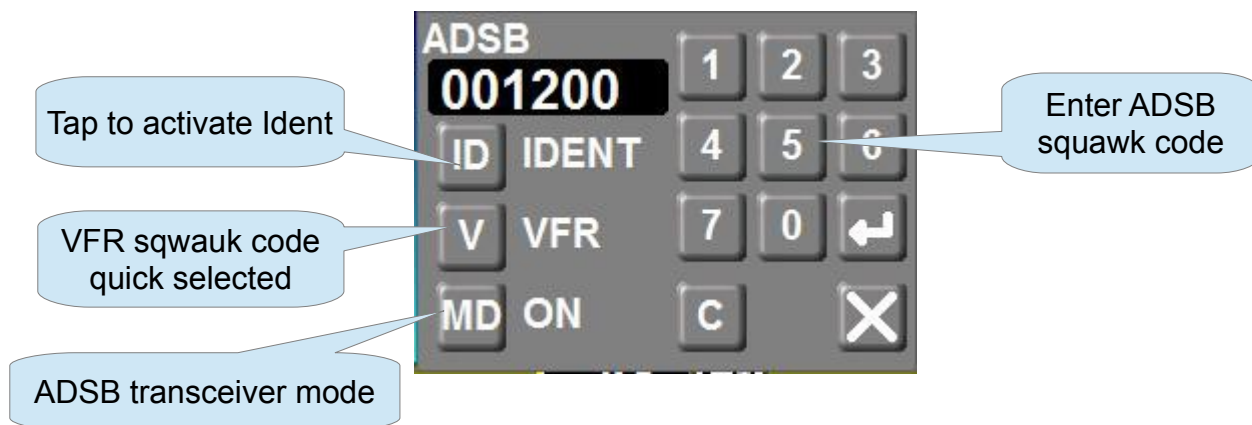 ADSB
001200
1 2 3
Tap to activate Ident
ID IDENT
4 5 6
Enter ADSB
squawk code
VFR sqwauk code
quick selected
V VFR
7 0
MD ON
C
ADSB transceiver mode